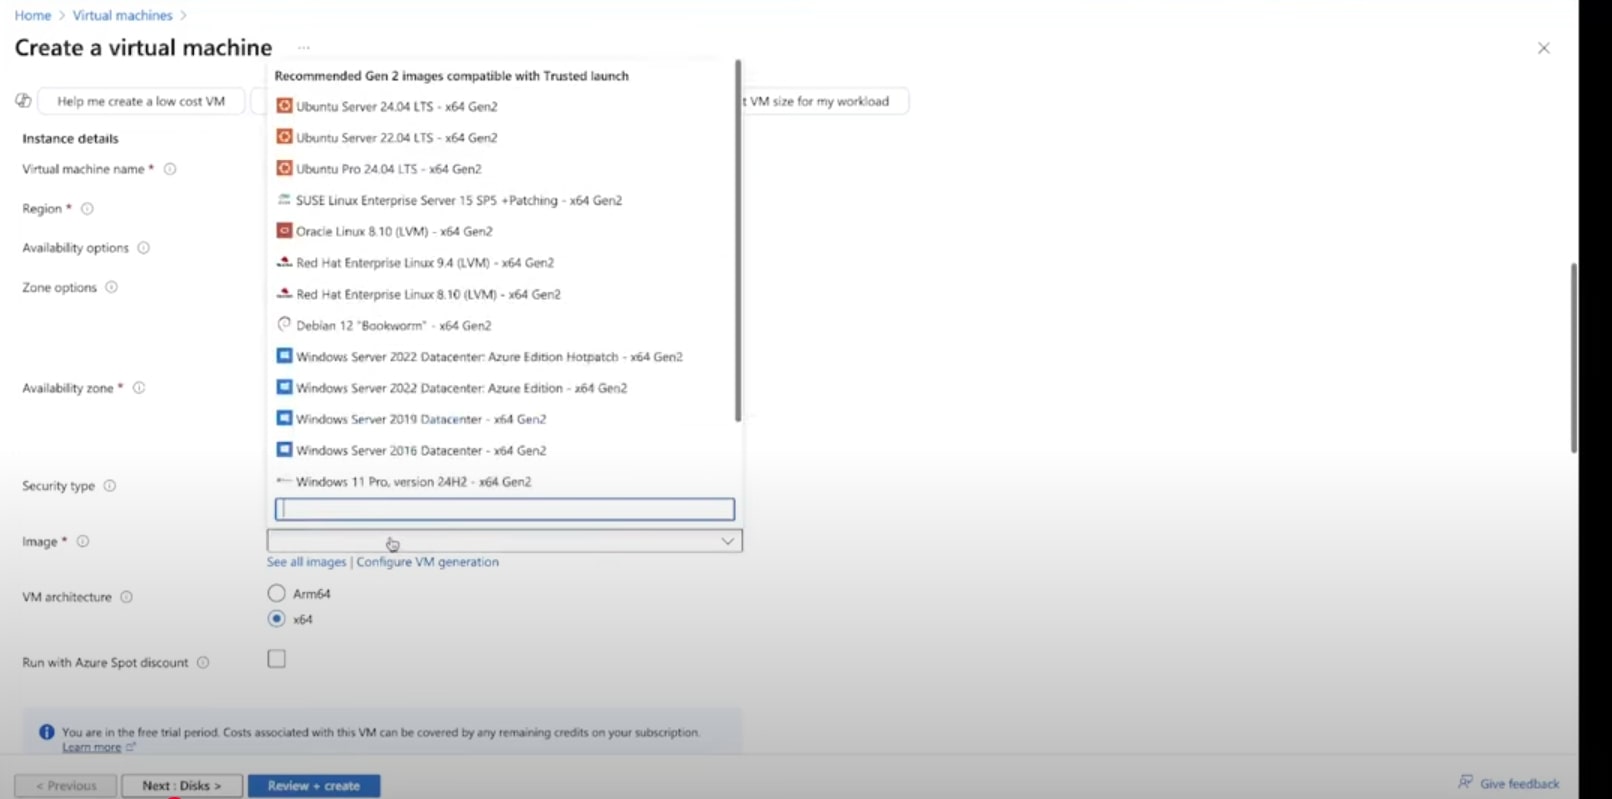 Home > Virtual machines >
Create a virtual machine ...
Help me create a low cost VM
t VM size for my workload
Recommended Gen 2 images compatible with Trusted launch
Ubuntu Server 24.04 LTS - x64 Gen2
Ubuntu Server 22.04 LTS - x64 Gen2
Ubuntu Pro 24.04 LTS - x64 Gen2
SUSE Linux Enterprise Server 15 SP5 +Patching - x64 Gen2
Oracle Linux 8.10 (LVM) - x64 Gen2
Red Hat Enterprise Linux 9.4 (LVM) - x64 Gen2
Red Hat Enterprise Linux 8.10 (LVM) - x64 Gen2
Debian 12 "Bookworm" - x64 Gen2
Windows Server 2022 Datacenter: Azure Edition Hotpatch - x64 Gen2
Windows Server 2022 Datacenter: Azure Edition - x64 Gen2
Windows Server 2019 Datacenter - x64 Gen2
Windows Server 2016 Datacenter - x64 Gen2
Windows 11 Pro, version 24H2 - x64 Gen2
Instance details
Virtual machine name *
Region *
Availability options
Zone options
Availability zone *
Security type
Image *
See all images | Configure VM generation
VM architecture
Arm64
x64
Run with Azure Spot discount
You are in the free trial period. Costs associated with this VM can be covered by any remaining credits on your subscription.
Learn more
< Previous
Next : Disks >
Review + create
Give feedback